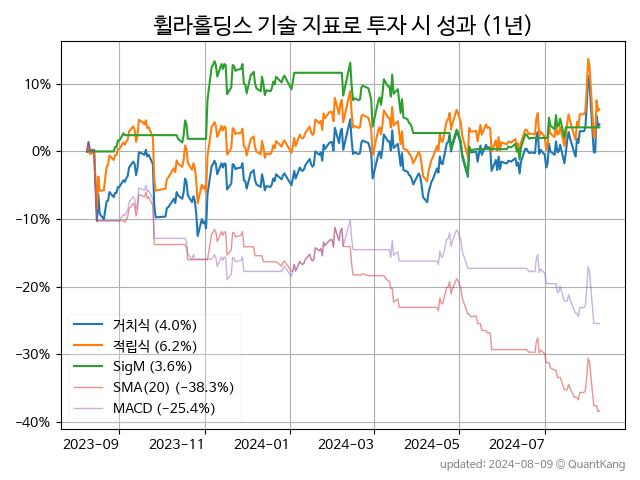 휠라홀딩스 기술 지표로 투자 시 성과 (1년)
10%
0%
−10%
−20%
−30%
−40%
거치식 (4.0%)
적립식 (6.2%)
SigM (3.6%)
SMA(20) (−38.3%)
MACD (−25.4%)
2023-09 2023-11 2024-01 2024-03 2024-05 2024-07
updated: 2024-08-09 © QuantKang